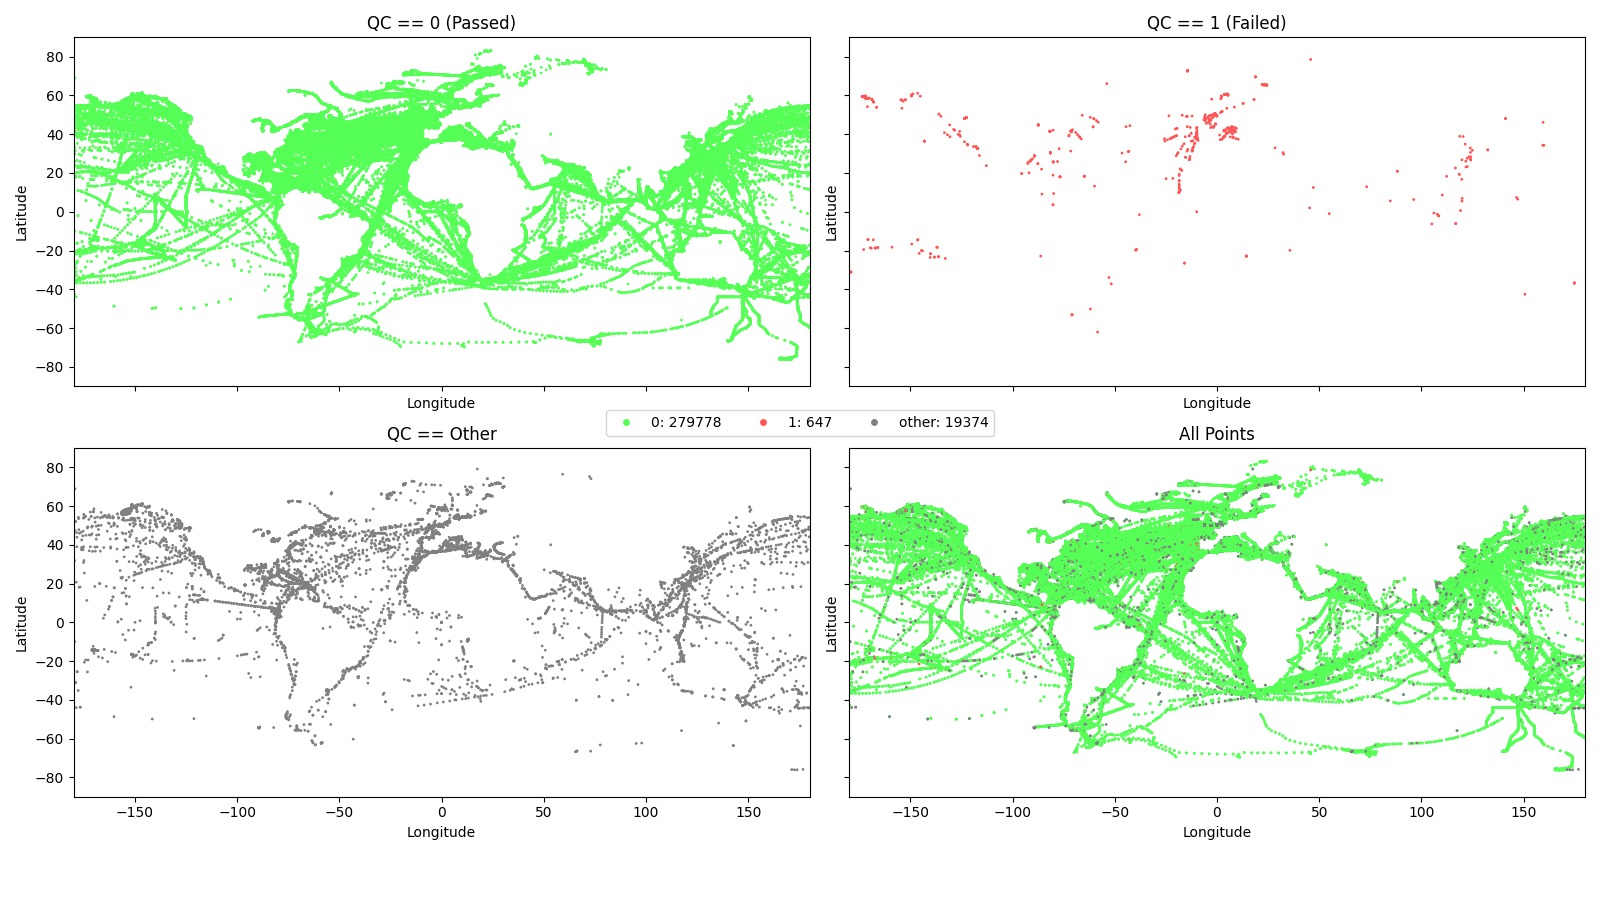 QC == 0 (Passed)
QC == 1 (Failed)
80
60
40
20
0
−20
−40
−60
−80
Latitude
Latitude
Longitude
Longitude
0: 279778 1: 647 other: 19374
QC == Other
All Points
80
60
40
20
0
−20
−40
−60
−80
Latitude
Latitude
−150 −100 −50 0 50 100 150
−150 −100 −50 0 50 100 150
Longitude
Longitude